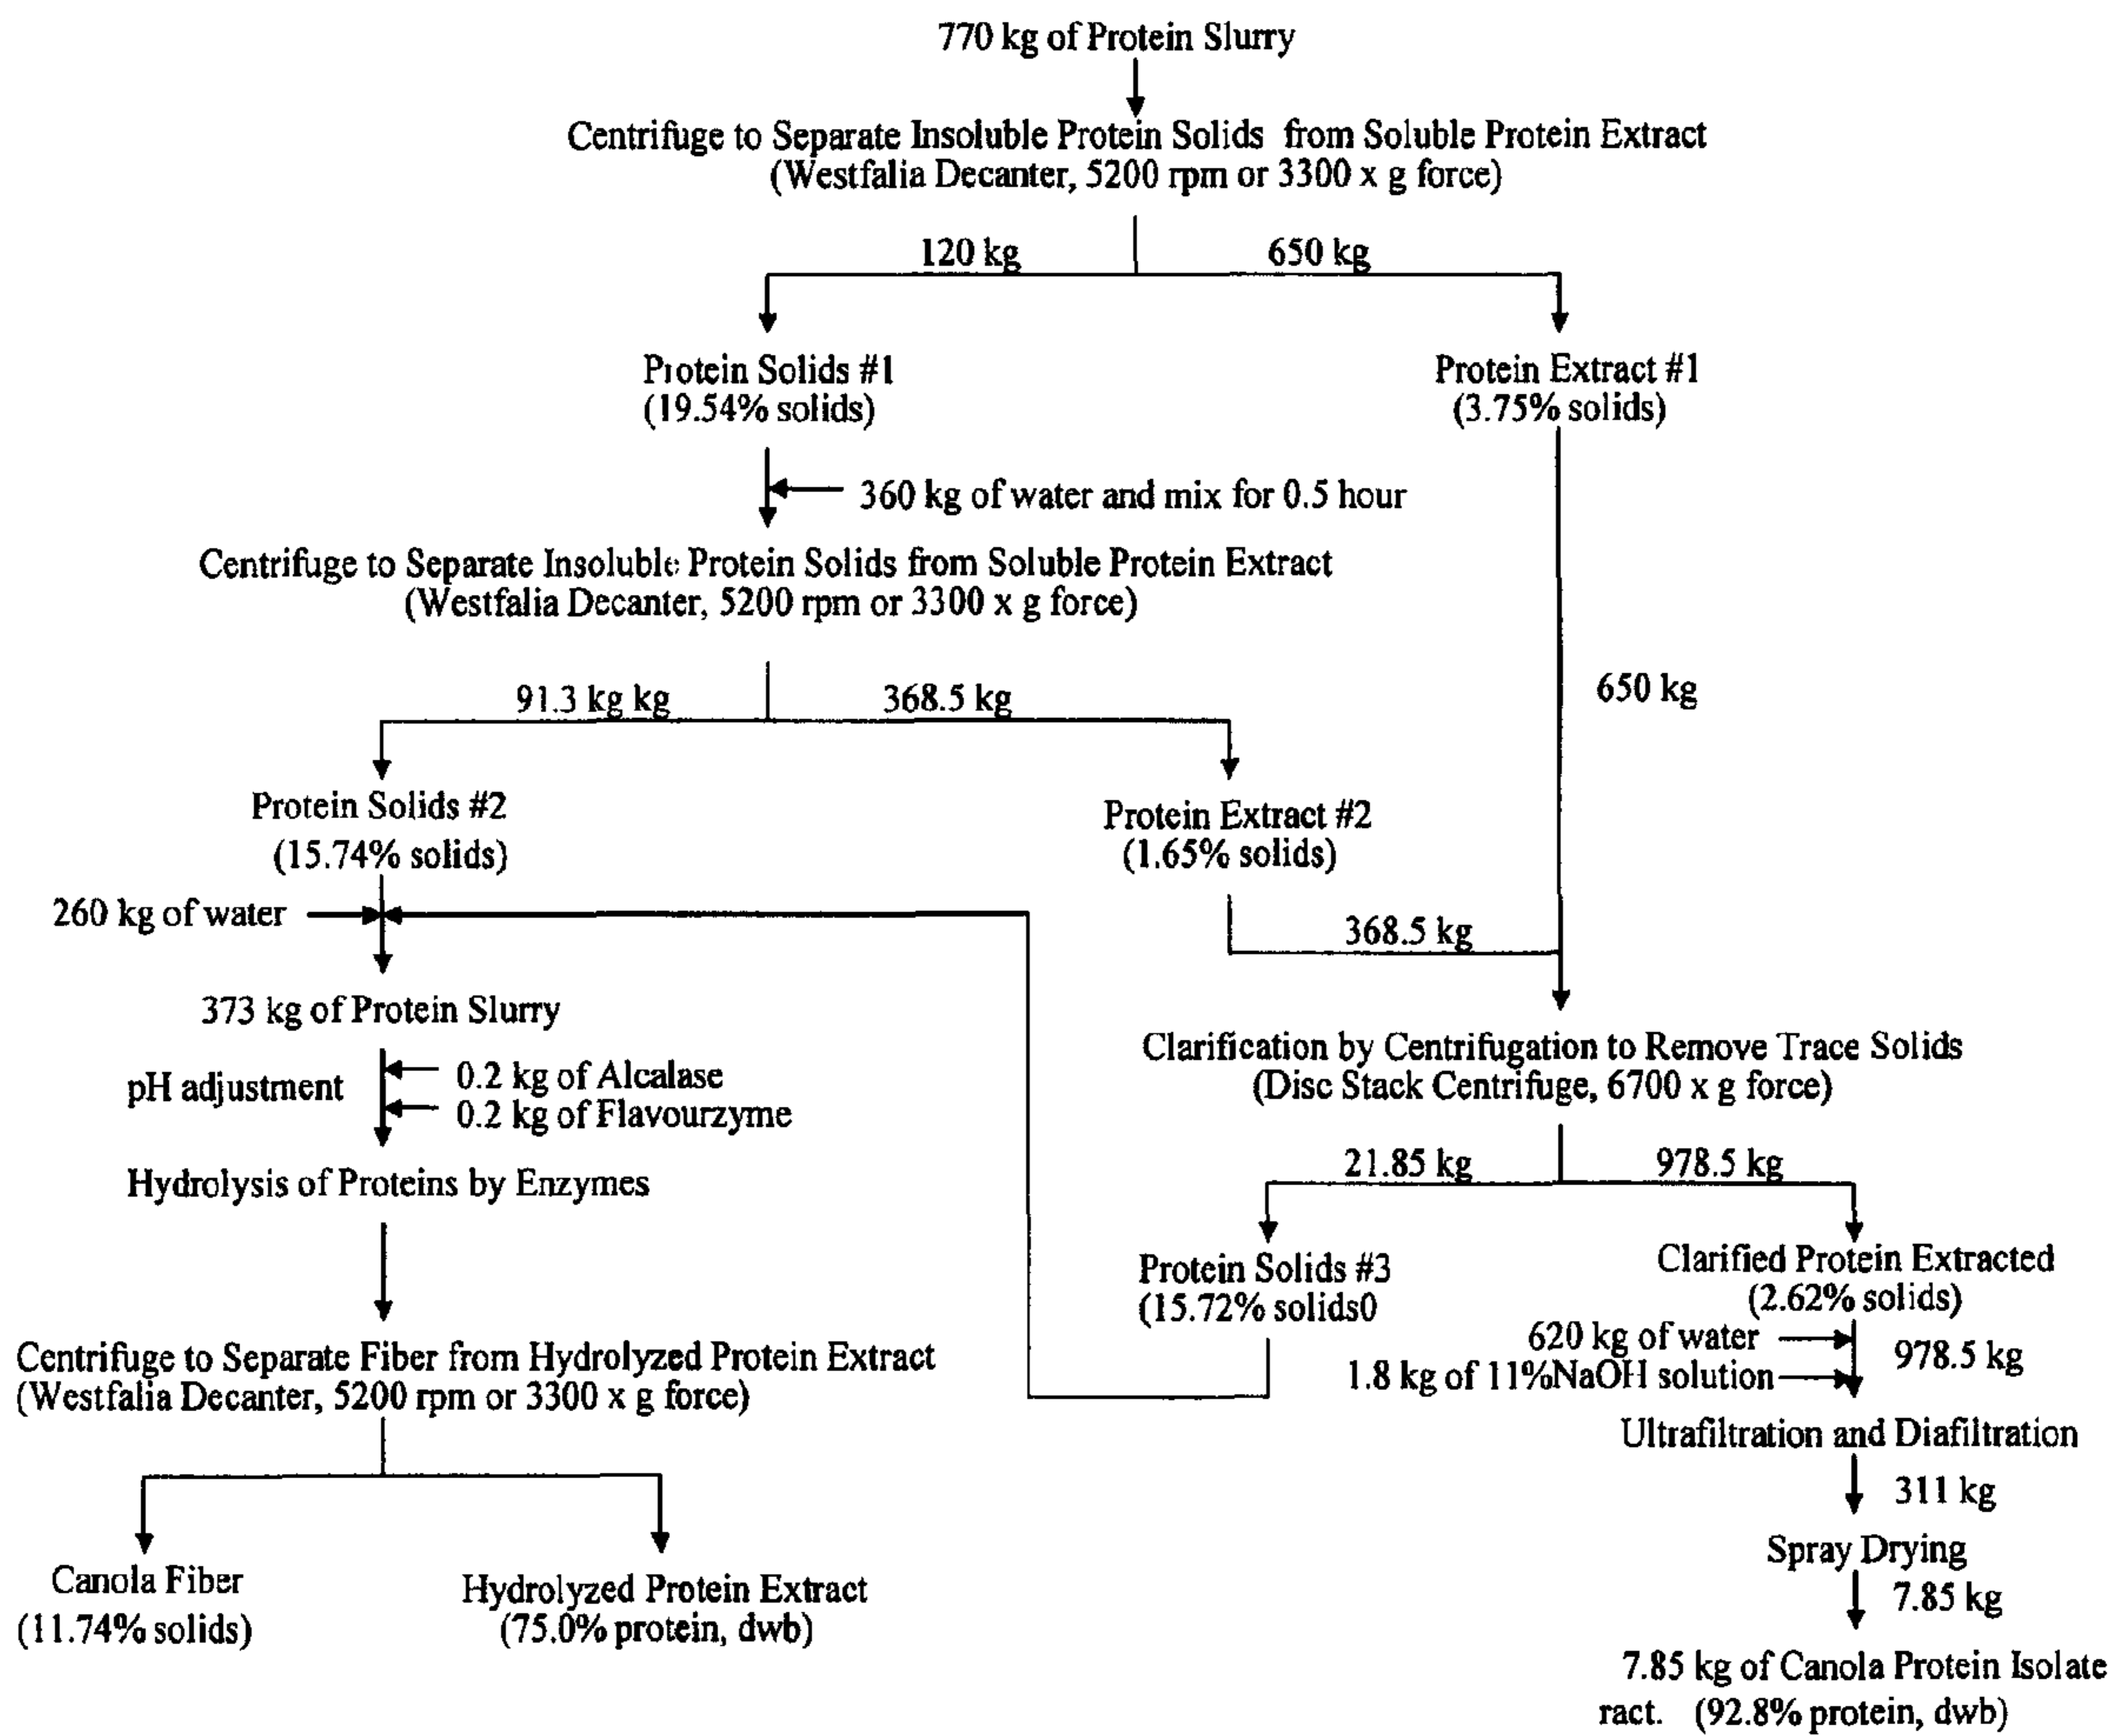 770 kg of Protein Slurry
Centrifuge to Separate Insoluble Protein Solids from Soluble Protein Extract
(Westfalia Decanter, 5200 rpm or 3300 x g force)
120 kg
650 kg
Protein Solids #1
(19.54% solids)
Protein Extract #1
(3.75% solids)
360 kg of water and mix for 0.5 hour
Centrifuge to Separate Insoluble Protein Solids from Soluble Protein Extract
(Westfalia Decanter, 5200 rpm or 3300 x g force)
91.3 kg kg
368.5 kg
650 kg
Protein Solids #2
(15.74% solids)
Protein Extract #2
(1.65% solids)
260 kg of water
368.5 kg
373 kg of Protein Slurry
pH adjustment
0.2 kg of Alcalase
0.2 kg of Flavourzyme
Hydrolysis of Proteins by Enzymes
Clarification by Centrifugation to Remove Trace Solids
(Disc Stack Centrifuge, 6700 x g force)
21.85 kg
978.5 kg
Protein Solids #3
(15.72% solids0
Clarified Protein Extracted
(2.62% solids)
620 kg of water
1.8 kg of 11%NaOH solution
978.5 kg
Centrifuge to Separate Fiber from Hydrolyzed Protein Extract
(Westfalia Decanter, 5200 rpm or 3300 x g force)
Ultrafiltration and Diafiltration
311 kg
Spray Drying
7.85 kg
Canola Fiber
(11.74% solids)
Hydrolyzed Protein Extract
(75.0% protein, dwb)
7.85 kg of Canola Protein Isolate
ract. (92.8% protein, dwb)